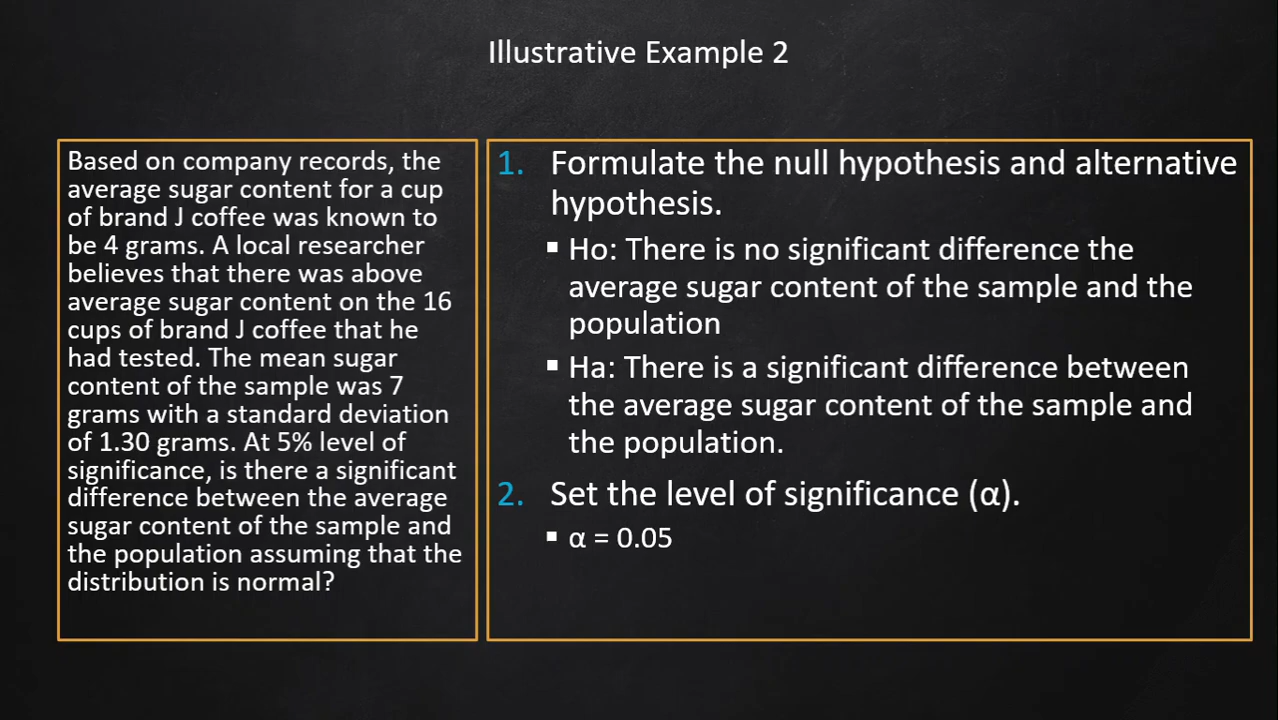 Illustrative Example 2
Based on company records, the
average sugar content for a cup
of brand J coffee was known to
be 4 grams. A local researcher
believes that there was above
average sugar content on the 16
cups of brand J coffee that he
had tested. The mean sugar
content of the sample was 7
grams with a standard deviation
of 1.30 grams. At 5% level of
significance, is there a significant
difference between the average
sugar content of the sample and
the population assuming that the
distribution is normal?
1. Formulate the null hypothesis and alternative
hypothesis.
▪ Ho: There is no significant difference the
average sugar content of the sample and the
population
▪ Ha: There is a significant difference between
the average sugar content of the sample and
the population.
2. Set the level of significance (α).
▪ α = 0.05